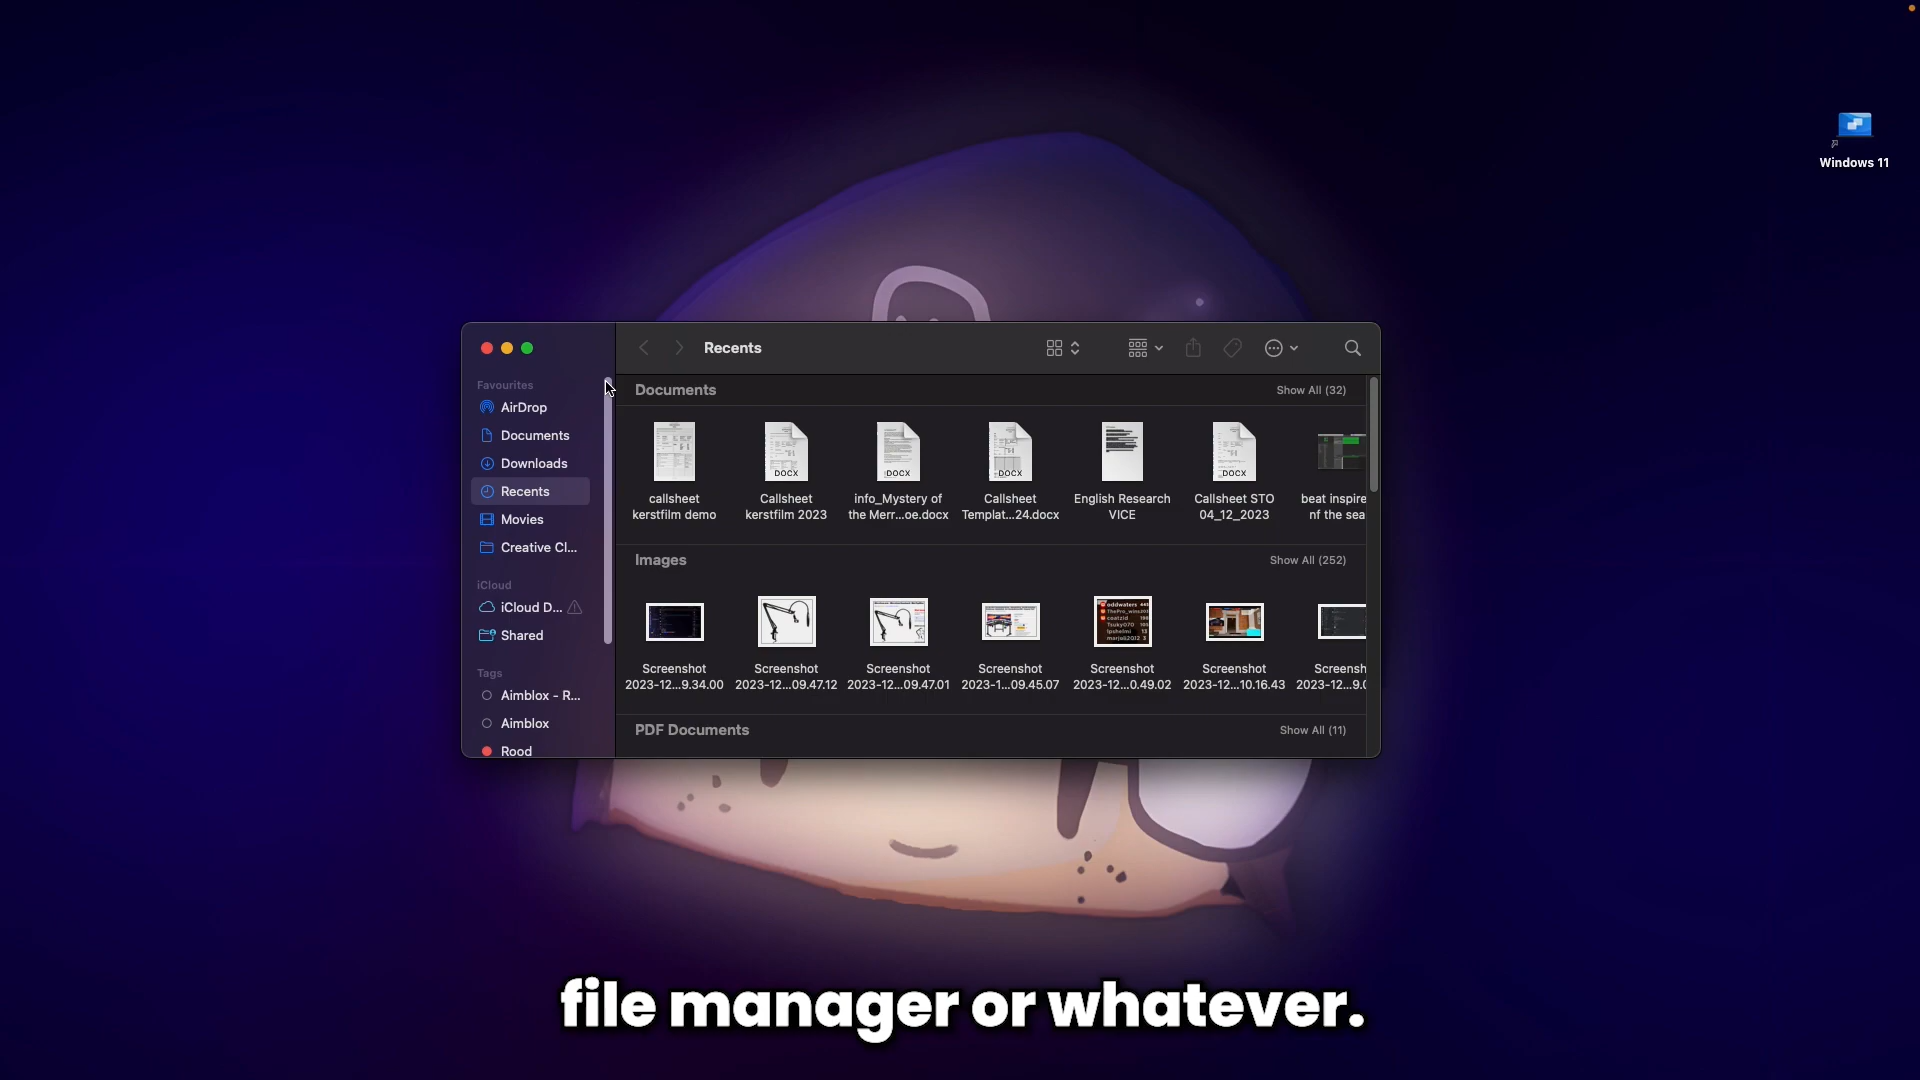 Windows 11
Recents
Favourites
AirDrop
Documents
Downloads
Recents
Movies
Creative Cl...
iCloud
iCloud D...
Shared
Tags
Aimblox - R...
Aimblox
Rood
Documents
Show All (32)
DOCX
DOCX
DOCX
DOCX
callsheet
kerstfilm demo
Callsheet
kerstfilm 2023
info_Mystery of
the Merr...oe.docx
Callsheet
Templat...24.docx
English Research
VICE
Callsheet STO
04_12_2023
beat inspire
nf the sea
Images
Show All (252)
Screenshot
2023-12...9.34.00
Screenshot
2023-12...09.47.12
Screenshot
2023-12...09.47.01
Screenshot
2023-1...09.45.07
Screenshot
2023-12...0.49.02
Screenshot
2023-12...10.16.43
Screensh
2023-12...9.0
PDF Documents
Show All (11)
file manager or whatever.